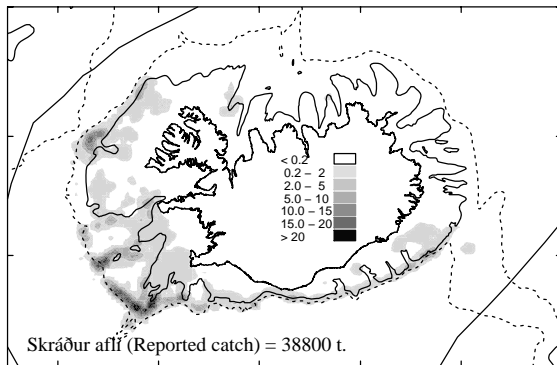 < 0.2
0.2 – 2
2.0 – 5
5.0 – 10
10.0 – 15
15.0 – 20
> 20
Skráður afli (Reported catch) = 38800 t.